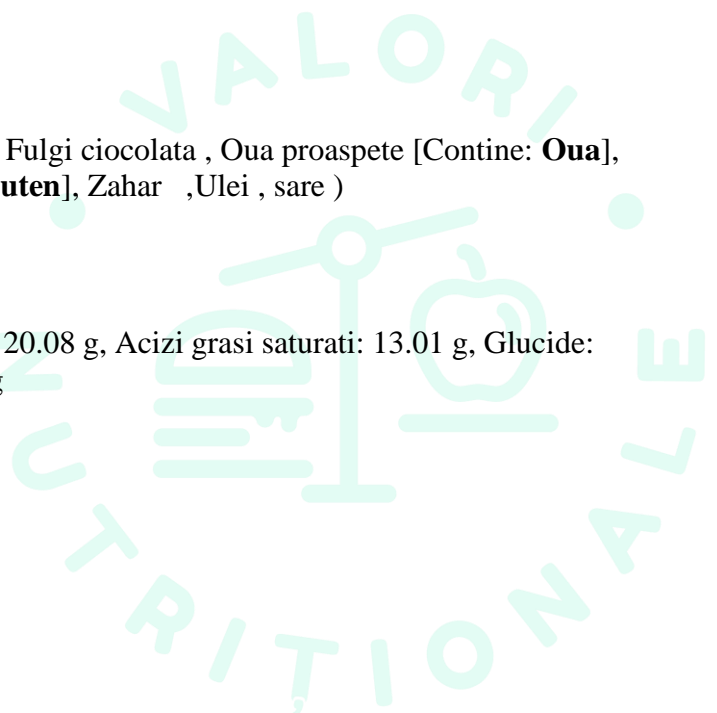 Fulgi ciocolata , Oua proaspete [Contine: Oua],
uten], Zahar ,Ulei , sare )
20.08 g, Acizi grasi saturati: 13.01 g, Glucide:
g
VALORI
NUTRITIONALE